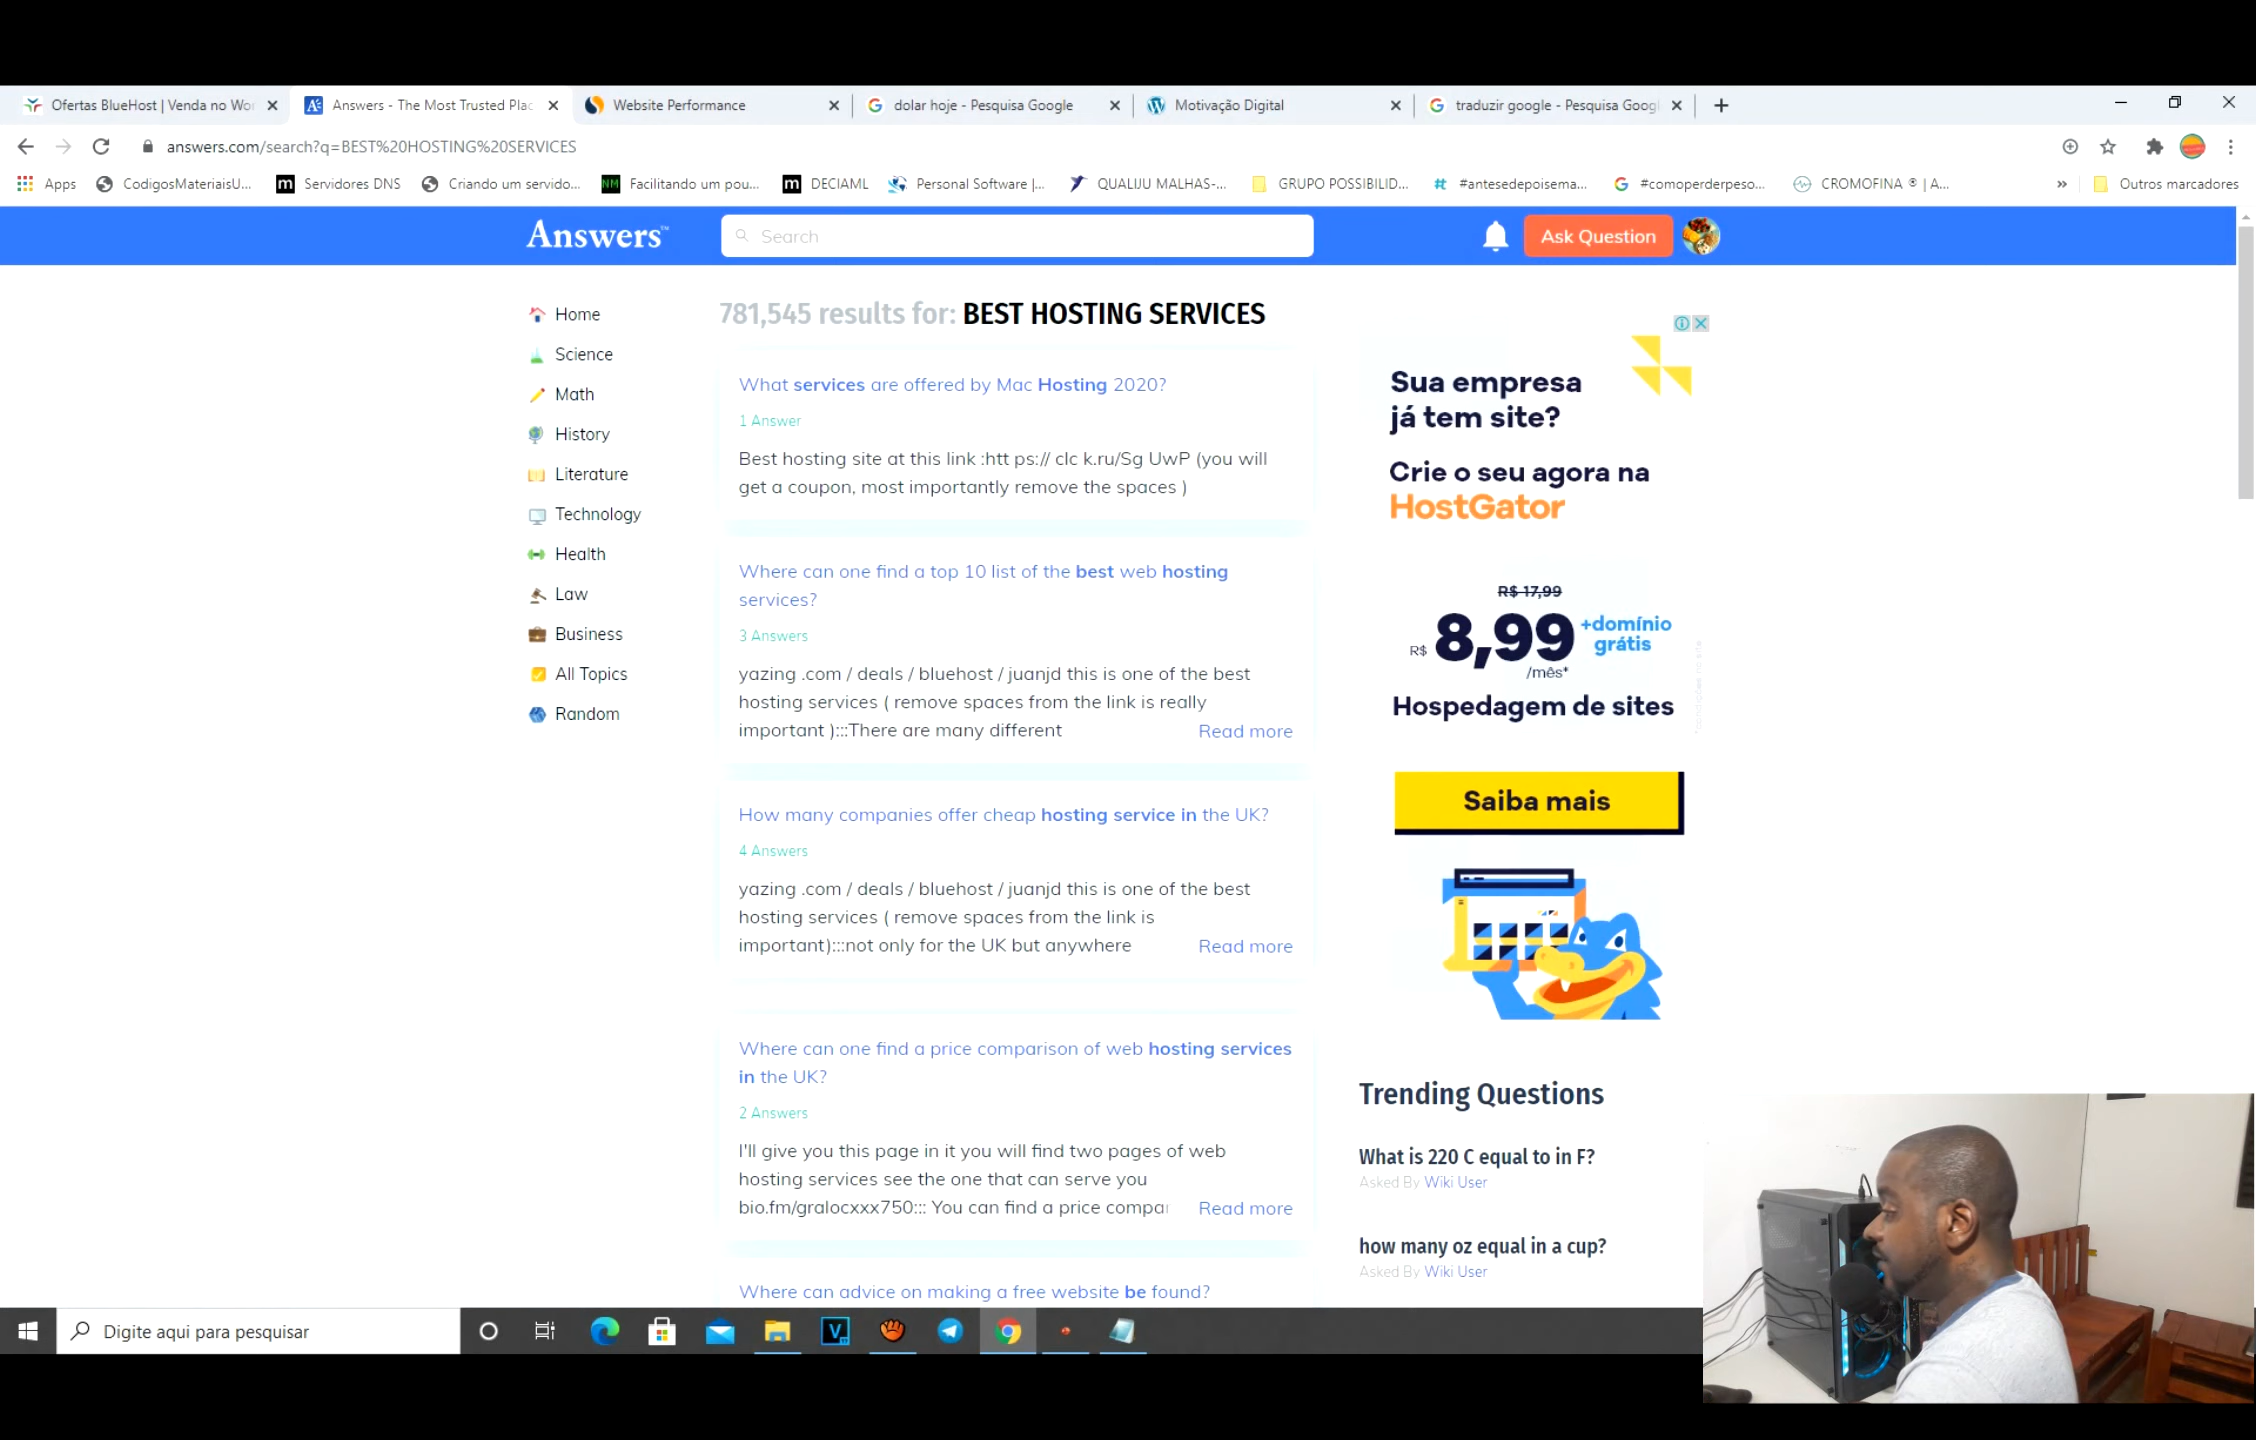 Ofertas BlueHost | Venda no Wor
Answers - The Most Trusted Plac
Website Performance
dolar hoje - Pesquisa Google
Motivação Digital
traduzir google - Pesquisa Googl
answers.com/search?q=BEST%20HOSTING%20SERVICES
Apps
CodigosMateriaisU...
Servidores DNS
Criando um servido...
Facilitando um pou...
DECIAML
Personal Software |...
QUALIJU MALHAS-...
GRUPO POSSIBILID...
#antesedepoisema...
#comoperderpeso...
CROMOFINA ® | A...
Outros marcadores
Answers™
Search
Ask Question
Home
Science
Math
History
Literature
Technology
Health
Law
Business
All Topics
Random
781,545 results for: BEST HOSTING SERVICES
What services are offered by Mac Hosting 2020?
1 Answer
Best hosting site at this link :htt ps:// clc k.ru/Sg UwP (you will
get a coupon, most importantly remove the spaces )
Where can one find a top 10 list of the best web hosting
services?
3 Answers
yazing .com / deals / bluehost / juanjd this is one of the best
hosting services ( remove spaces from the link is really
important ):::There are many different
Read more
How many companies offer cheap hosting service in the UK?
4 Answers
yazing .com / deals / bluehost / juanjd this is one of the best
hosting services ( remove spaces from the link is
important):::not only for the UK but anywhere
Read more
Where can one find a price comparison of web hosting services
in the UK?
2 Answers
I'll give you this page in it you will find two pages of web
hosting services see the one that can serve you
bio.fm/gralocxxx750::: You can find a price compar
Read more
Where can advice on making a free website be found?
Sua empresa
já tem site?
Crie o seu agora na
HostGator
R$ 17,99
R$ 8,99 /mês*
+domínio
grátis
Hospedagem de sites
Saiba mais
Trending Questions
What is 220 C equal to in F?
Asked By Wiki User
how many oz equal in a cup?
Asked By Wiki User
Digite aqui para pesquisar